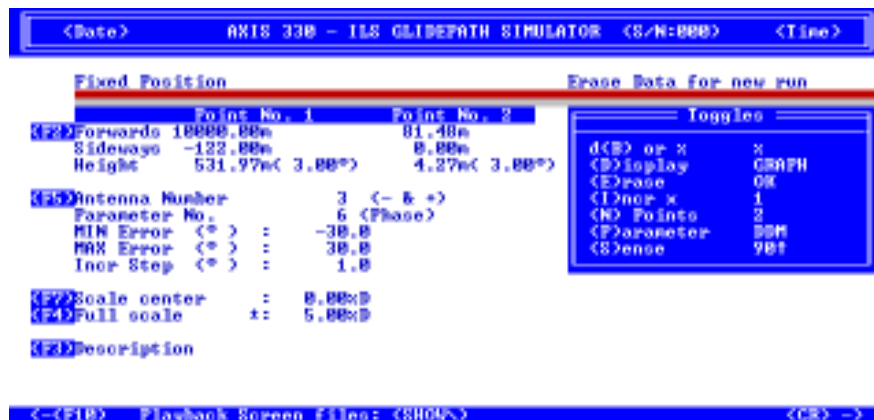 <Date> AXIS 330 - ILS GLIDEPATH SIMULATOR (S/N:000) <Time>
Fixed Position Erase Data for new run
Point No. 1 Point No. 2
(F2) Forwards 10000.00m 81.48m
Sideways -122.00m 0.00m
Height 531.97m( 3.00°) 4.27m( 3.00°)
(F5) Antenna Number 3 (- & +)
Parameter No. 6 (Phase)
MIN Error (° ) : -30.0
MAX Error (° ) : 30.0
Incr Step (° ) : 1.0
(F7) Scale center : 0.00xD
(F4) Full scale ±: 5.00xD
(F3) Description
Toggles
d(B) or x x
(D)isplay GRAPH
(E)rase OK
(I)ncr x 1
(N) Points 2
(P)arameter DDM
(S)ense 90↑
<-(F10) Playback Screen files: (SHOW\) (CR) ->